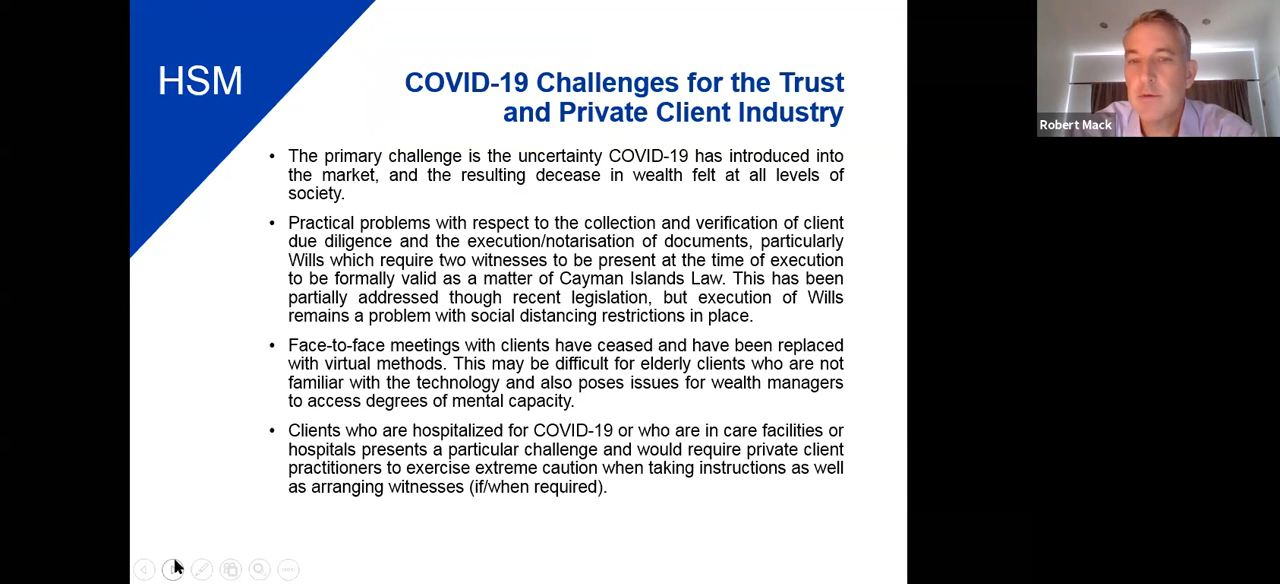 HSM
COVID-19 Challenges for the Trust
and Private Client Industry
• The primary challenge is the uncertainty COVID-19 has introduced into
the market, and the resulting decease in wealth felt at all levels of
society.
• Practical problems with respect to the collection and verification of client
due diligence and the execution/notarisation of documents, particularly
Wills which require two witnesses to be present at the time of execution
to be formally valid as a matter of Cayman Islands Law. This has been
partially addressed though recent legislation, but execution of Wills
remains a problem with social distancing restrictions in place.
• Face-to-face meetings with clients have ceased and have been replaced
with virtual methods. This may be difficult for elderly clients who are not
familiar with the technology and also poses issues for wealth managers
to access degrees of mental capacity.
• Clients who are hospitalized for COVID-19 or who are in care facilities or
hospitals presents a particular challenge and would require private client
practitioners to exercise extreme caution when taking instructions as well
as arranging witnesses (if/when required).
Robert Mack